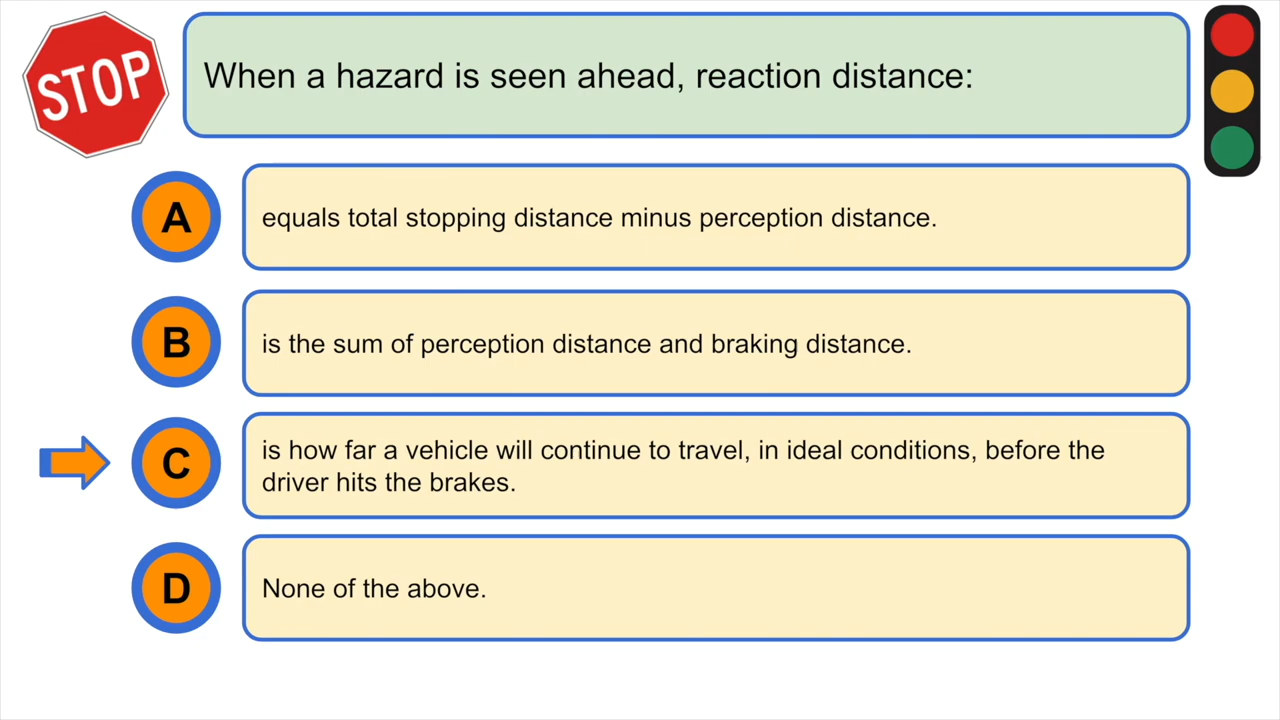 STOP
When a hazard is seen ahead, reaction distance:
A
equals total stopping distance minus perception distance.
B
is the sum of perception distance and braking distance.
C
is how far a vehicle will continue to travel, in ideal conditions, before the
driver hits the brakes.
D
None of the above.